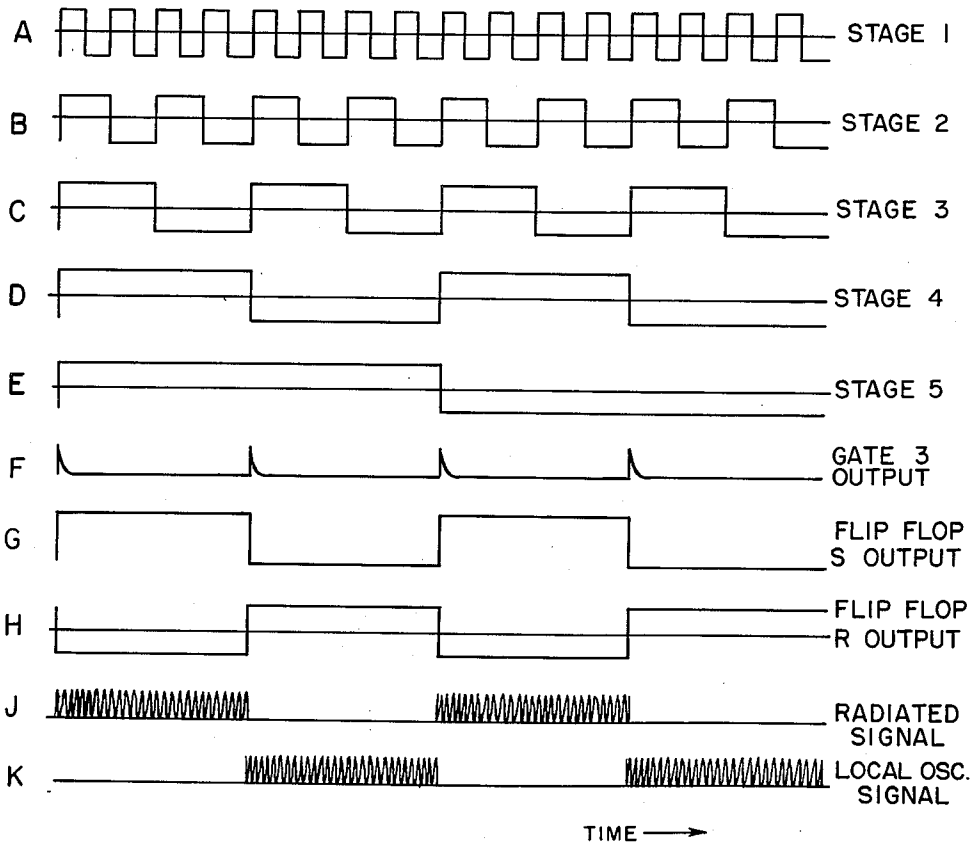 A STAGE 1
B STAGE 2
C STAGE 3
D STAGE 4
E STAGE 5
F GATE 3
OUTPUT
G FLIP FLOP
S OUTPUT
H FLIP FLOP
R OUTPUT
J RADIATED
SIGNAL
K LOCAL OSC.
SIGNAL
TIME